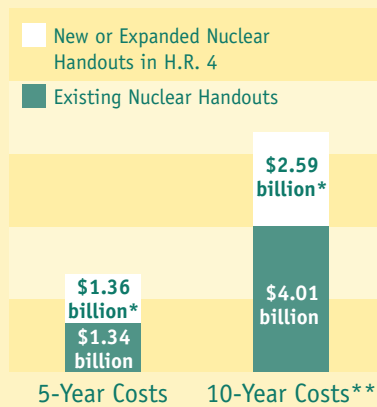 New or Expanded Nuclear
Handouts in H.R. 4
Existing Nuclear Handouts
$2.59
billion*
$4.01
billion
$1.36
billion*
$1.34
billion
5-Year Costs
10-Year Costs**